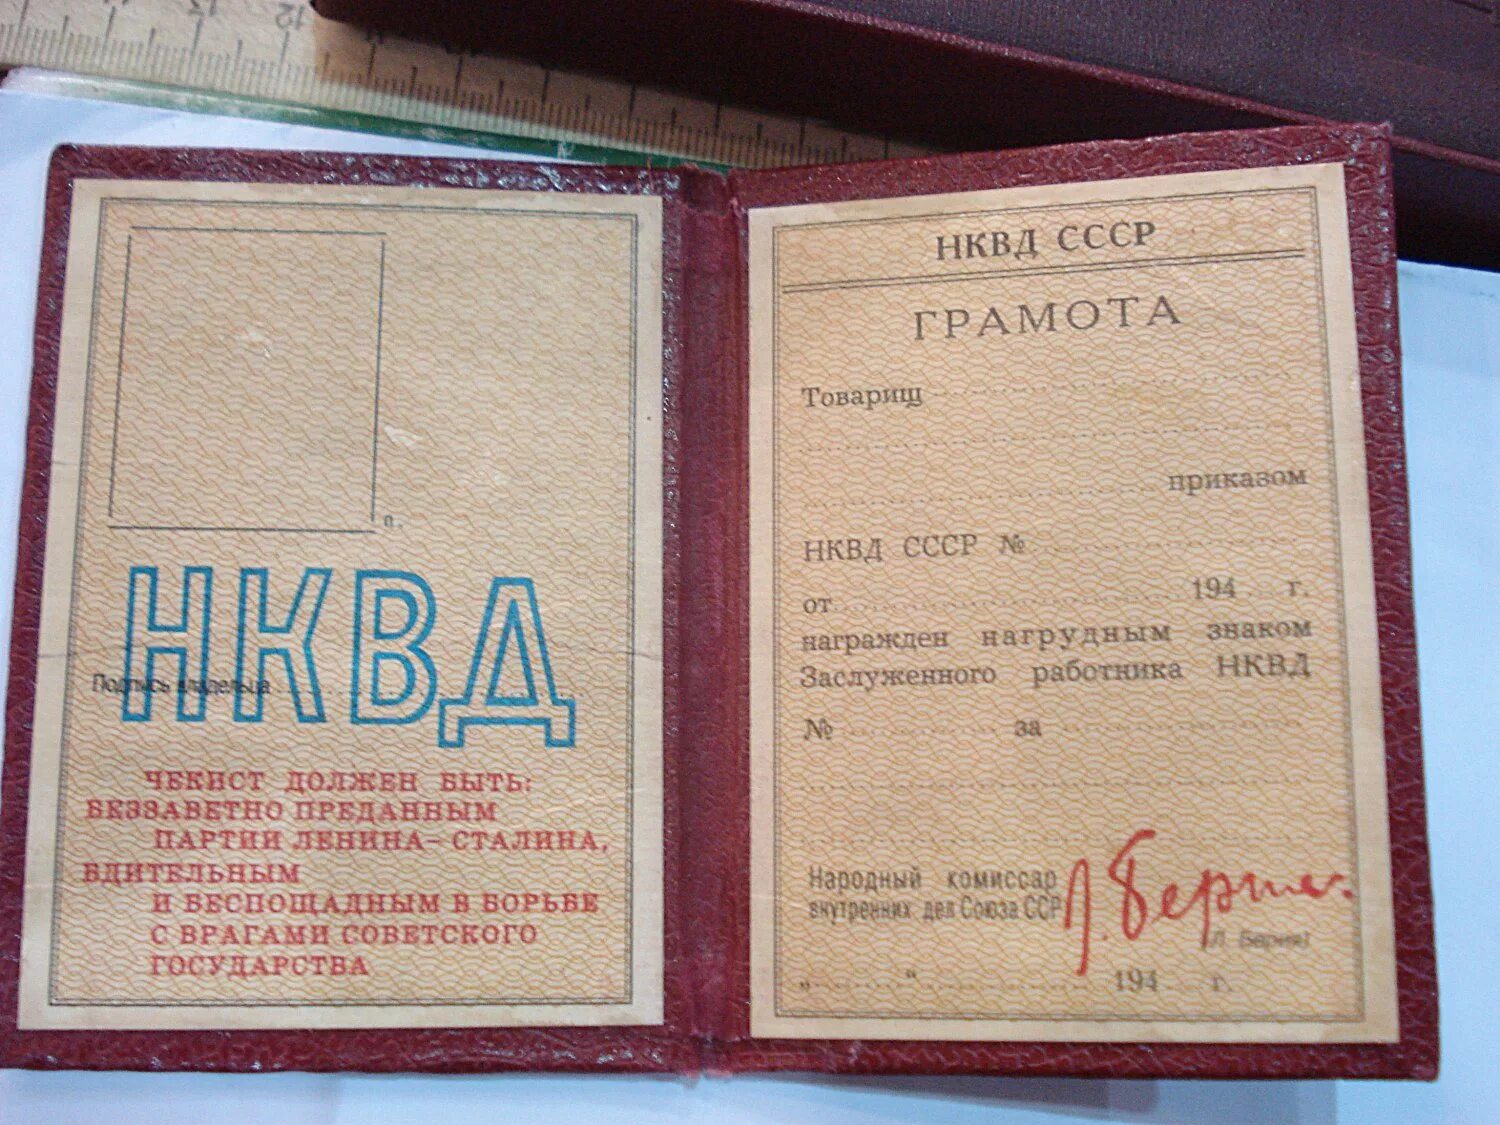 12
п.
НКВД
Подпись владельца
ЧЕКИСТ ДОЛЖЕН БЫТЬ:
БЕЗЗАВЕТНО ПРЕДАННЫМ
ПАРТИИ ЛЕНИНА-СТАЛИНА,
БДИТЕЛЬНЫМ
И БЕСПОЩАДНЫМ В БОРЬБЕ
С ВРАГАМИ СОВЕТСКОГО
ГОСУДАРСТВА
НКВД СССР
ГРАМОТА
Товарищ
приказом
НКВД СССР №
от 194 г.
награжден нагрудным знаком
Заслуженного работника НКВД
№ за
Народный комиссар
внутренних дел Союза ССР
Л. Берия
(Л. Берия)
„ “ 194 г.